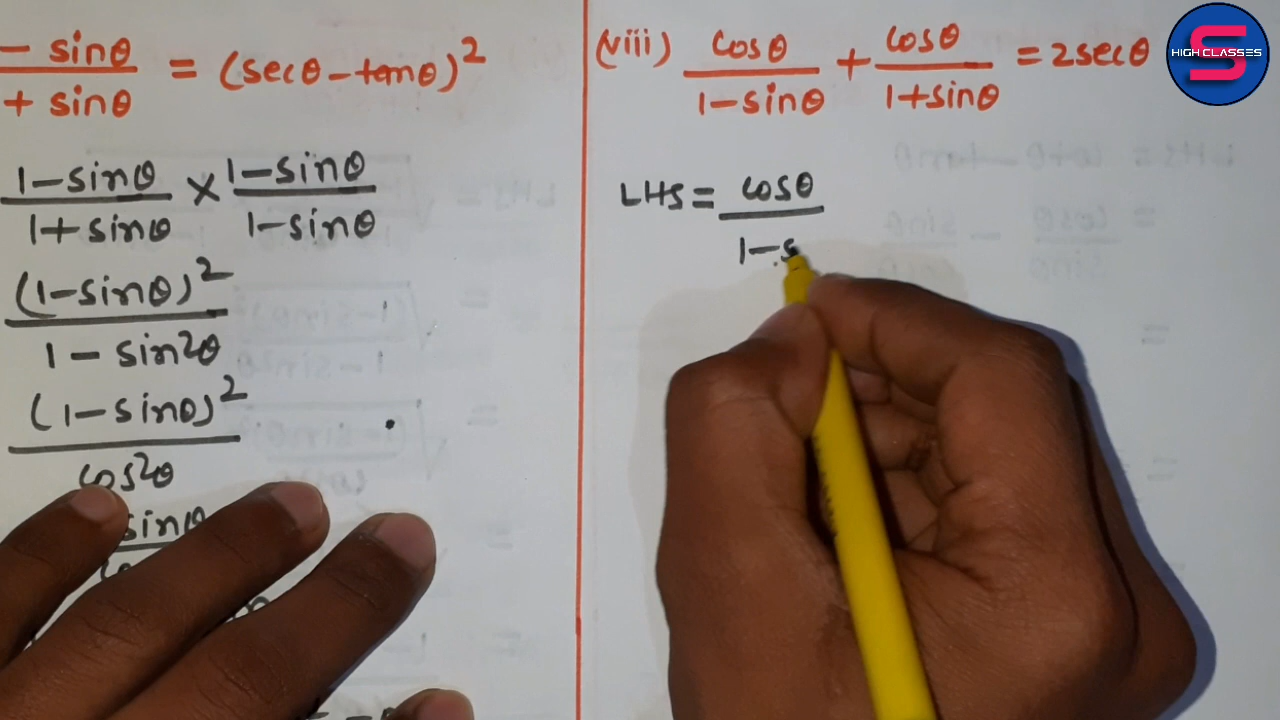 - sinθ / + sinθ = (secθ - tanθ)²
1-sinθ / 1+sinθ × 1-sinθ / 1-sinθ
(1-sinθ)² / 1-sin²θ
(1-sinθ)² / cos²θ
sinθ
(viii) cosθ / 1-sinθ + cosθ / 1+sinθ = 2secθ
LHS = cosθ / 1-s
S
HIGH CLASSES